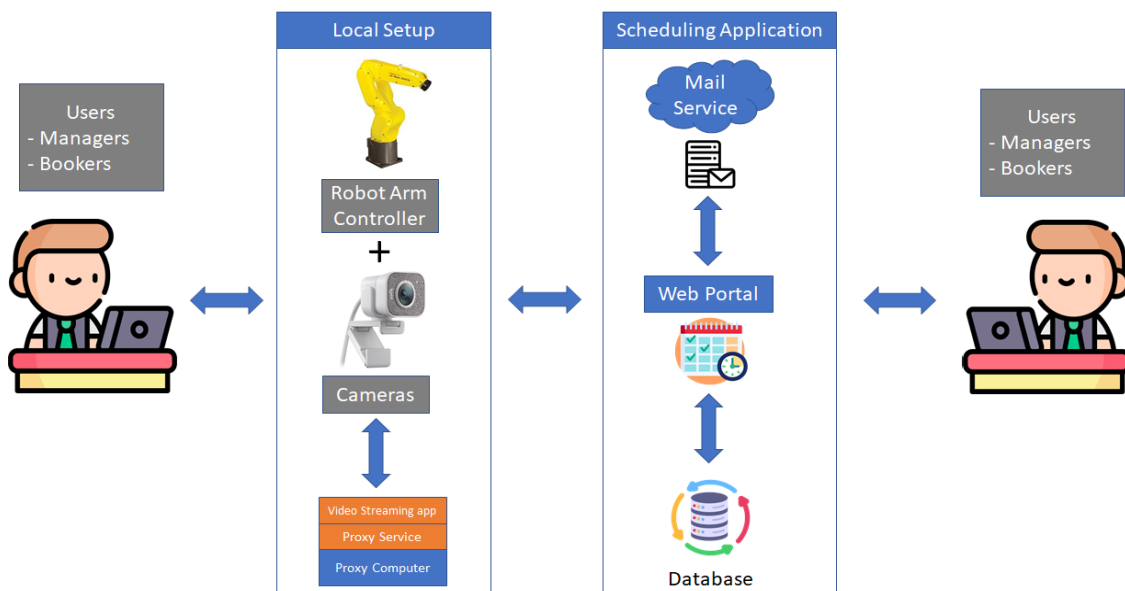 Users
- Managers
- Bookers
Local Setup
Robot Arm
Controller
+
Cameras
Video Streaming app
Proxy Service
Proxy Computer
Scheduling Application
Mail
Service
Web Portal
Database
Users
- Managers
- Bookers